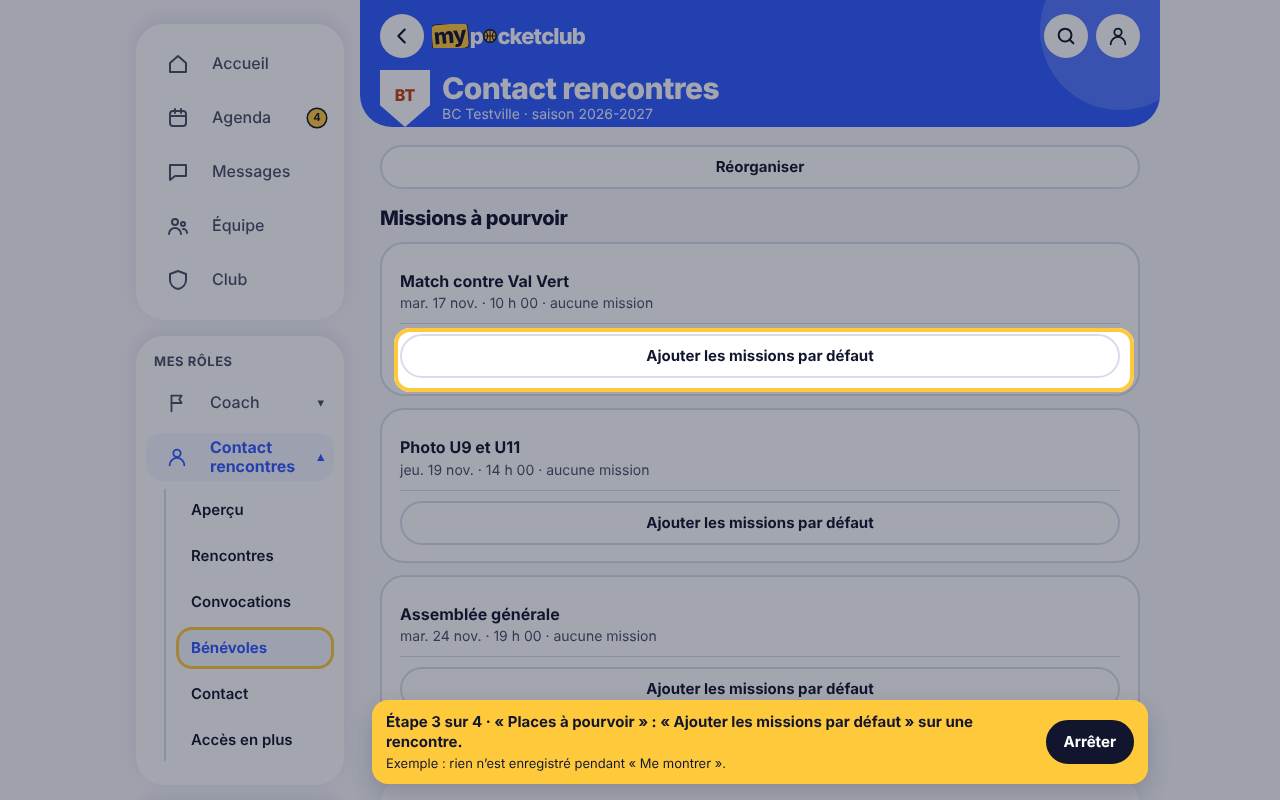 Accueil
Agenda
4
Messages
Équipe
Club
MES RÔLES
Coach
Contact
rencontres
Aperçu
Rencontres
Convocations
Bénévoles
Contact
Accès en plus
mypocketclub
BT
Contact rencontres
BC Testville · saison 2026-2027
Réorganiser
Missions à pourvoir
Match contre Val Vert
mar. 17 nov. · 10 h 00 · aucune mission
Ajouter les missions par défaut
Photo U9 et U11
jeu. 19 nov. · 14 h 00 · aucune mission
Ajouter les missions par défaut
Assemblée générale
mar. 24 nov. · 19 h 00 · aucune mission
Ajouter les missions par défaut
Étape 3 sur 4 · « Places à pourvoir » : « Ajouter les missions par défaut » sur une
rencontre.
Exemple : rien n’est enregistré pendant « Me montrer ».
Arrêter